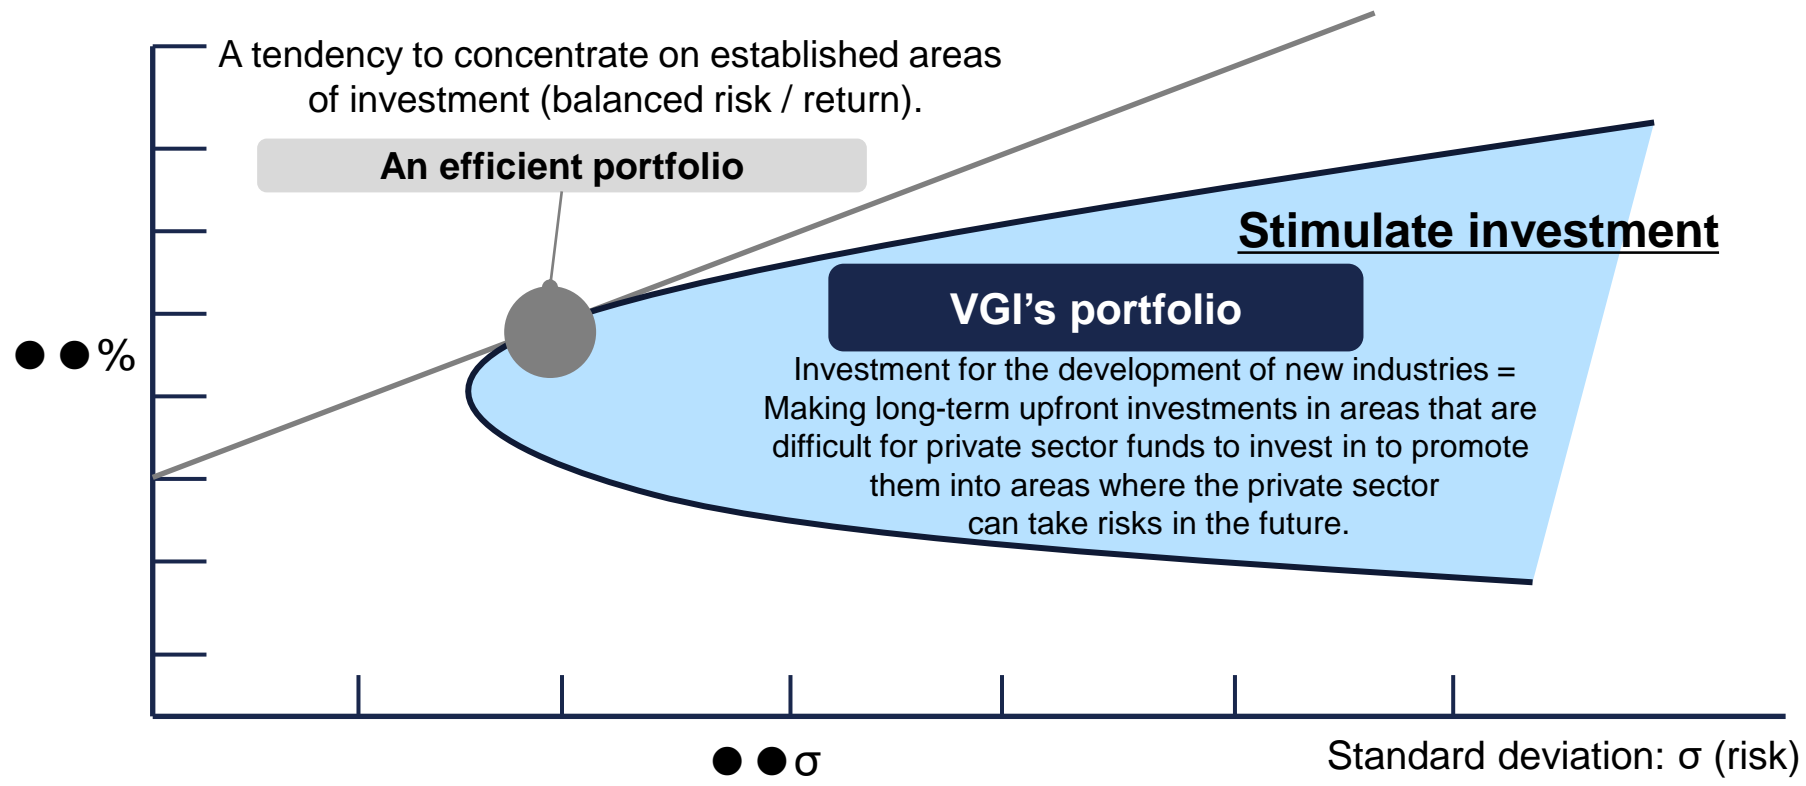 A tendency to concentrate on established areas
of investment (balanced risk / return).
An efficient portfolio
Stimulate investment
VGI’s portfolio
●●%
Investment for the development of new industries =
Making long-term upfront investments in areas that are
difficult for private sector funds to invest in to promote
them into areas where the private sector
can take risks in the future.
●●σ
Standard deviation: σ (risk)